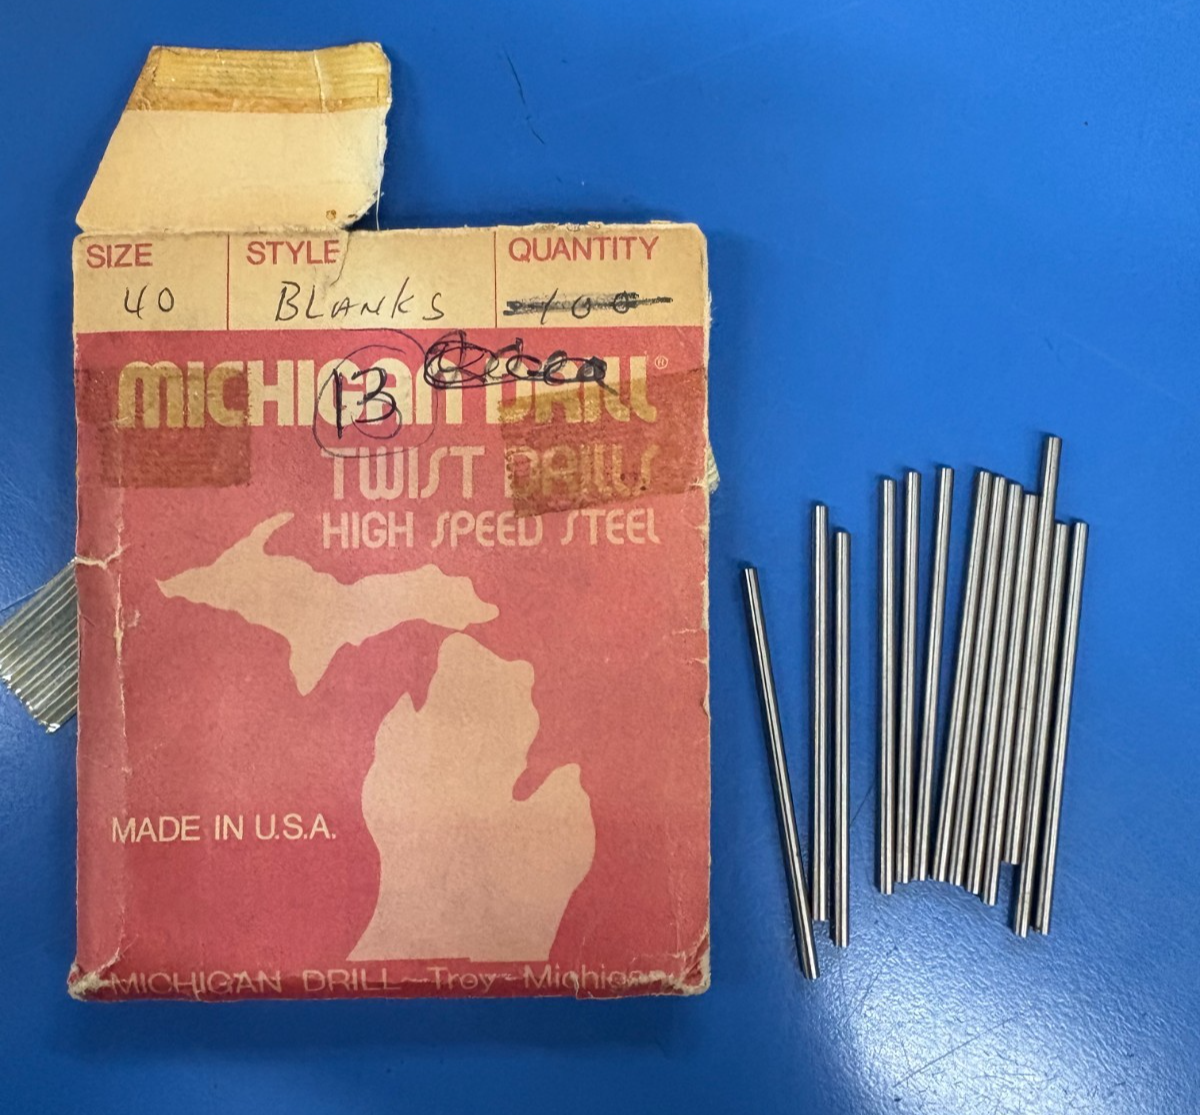 SIZE STYLE QUANTITY
40 BLANKS 100
MICHIGAN DRILL®
13
TWIST DRILLS
HIGH SPEED STEEL
MADE IN U.S.A.
MICHIGAN DRILL - Troy - Michigan